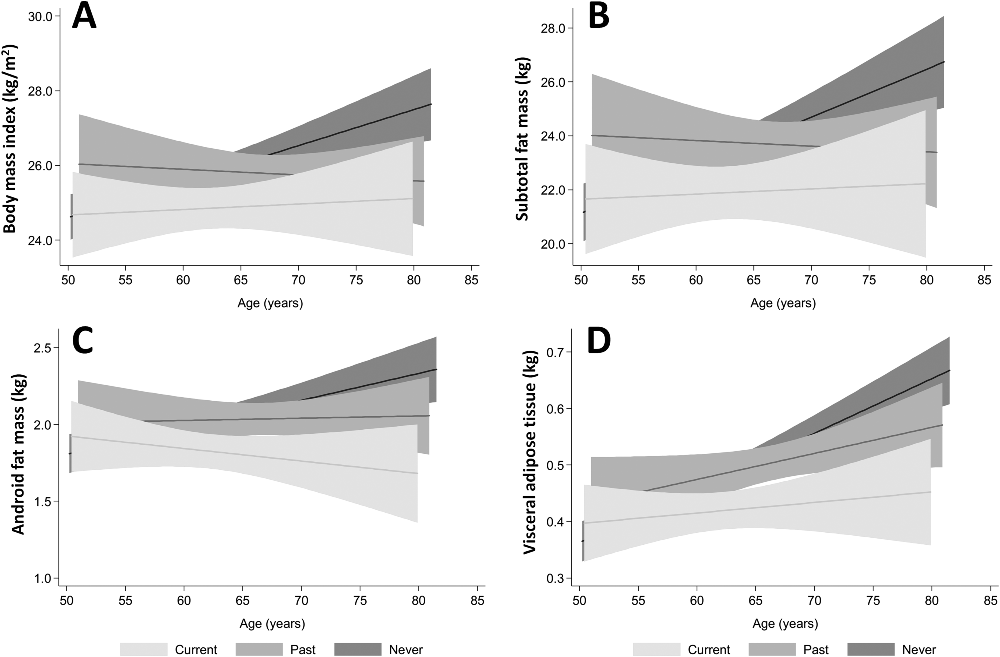 A
Body mass index (kg/m²)
30.0
28.0
26.0
24.0
50 55 60 65 70 75 80 85
Age (years)
B
Subtotal fat mass (kg)
28.0
26.0
24.0
22.0
20.0
50 55 60 65 70 75 80 85
Age (years)
C
Android fat mass (kg)
2.5
2.0
1.5
1.0
50 55 60 65 70 75 80 85
Age (years)
Current Past Never
D
Visceral adipose tissue (kg)
0.7
0.6
0.5
0.4
0.3
50 55 60 65 70 75 80 85
Age (years)
Current Past Never